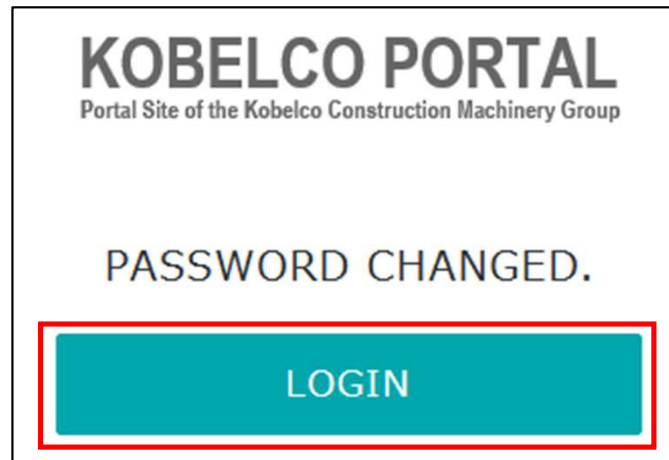 KOBELCO PORTAL
Portal Site of the Kobelco Construction Machinery Group
PASSWORD CHANGED.
LOGIN